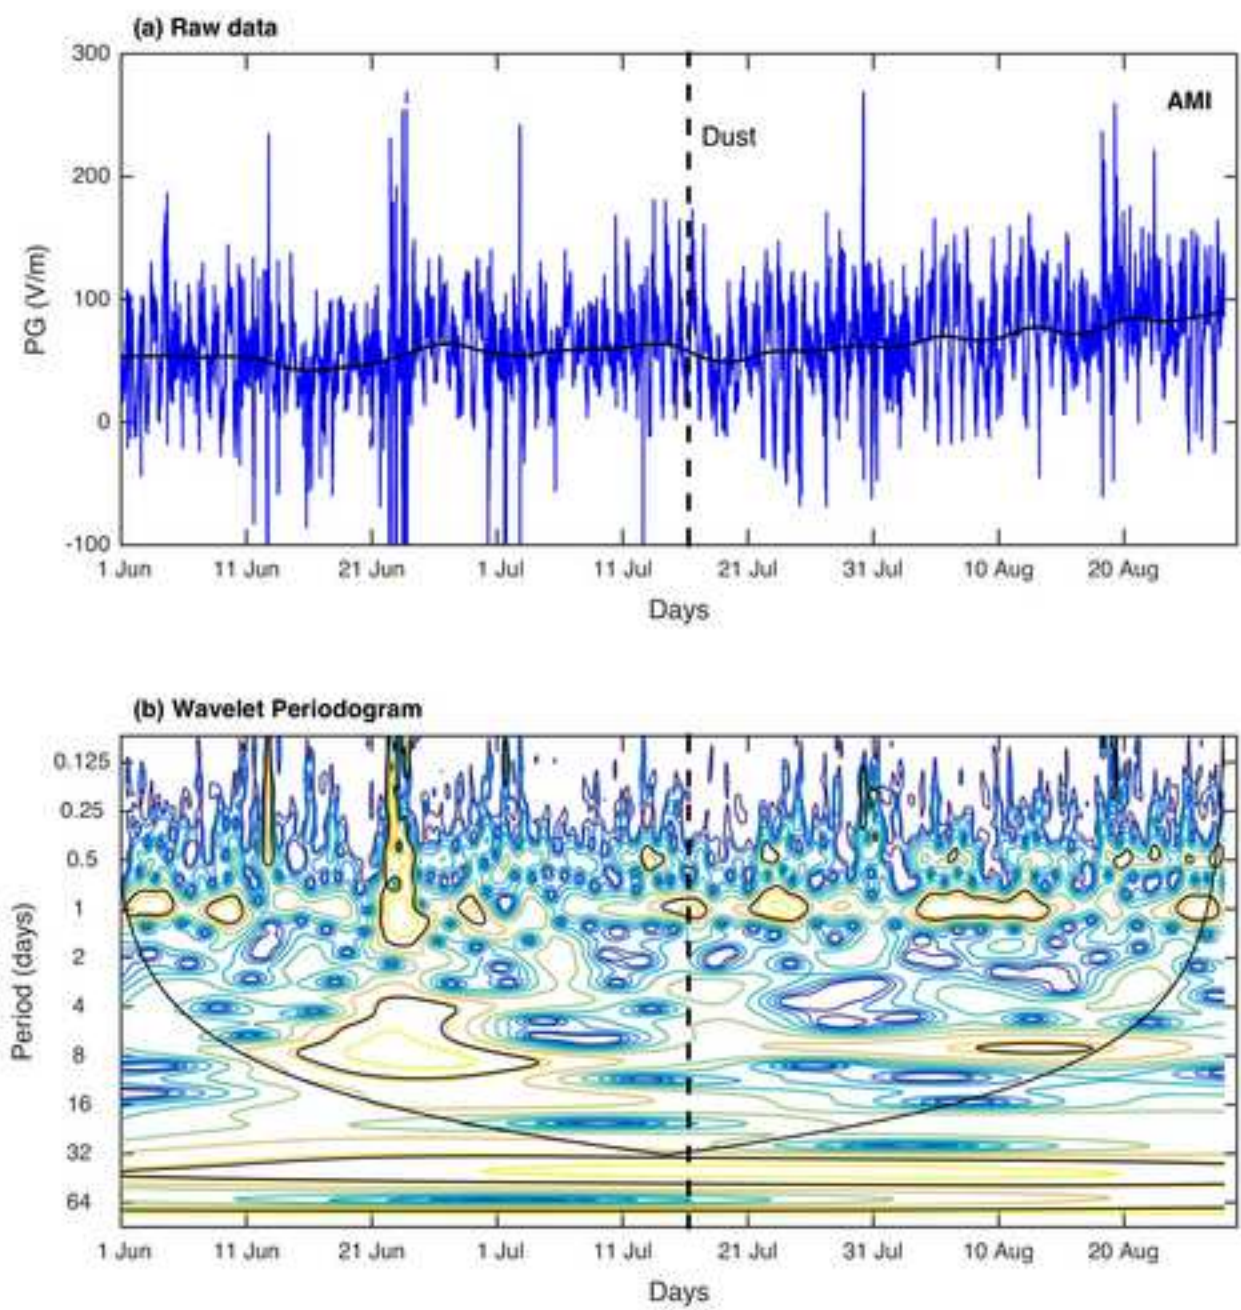 (a) Raw data
300
AMI
Dust
200
100
0
-100
PG (V/m)
1 Jun 11 Jun 21 Jun 1 Jul 11 Jul 21 Jul 31 Jul 10 Aug 20 Aug
Days
(b) Wavelet Periodogram
0.125
0.25
0.5
1
2
4
8
16
32
64
Period (days)
1 Jun 11 Jun 21 Jun 1 Jul 11 Jul 21 Jul 31 Jul 10 Aug 20 Aug
Days